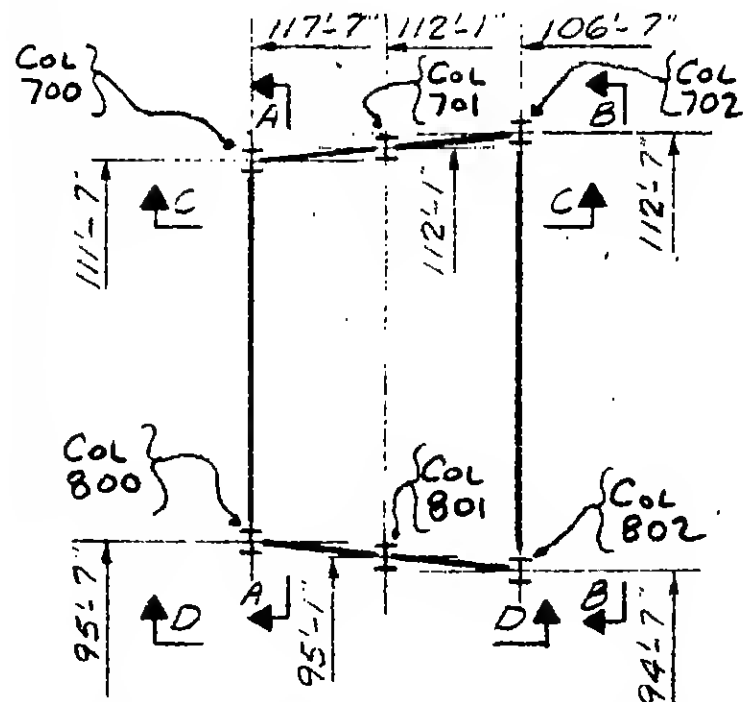 117'-7" 112'-1" 106'-7"
COL
700
COL
701
COL
702
A
B
C
C
111'-7"
112'-1"
112'-7"
COL
800
COL
801
COL
802
A
B
D
D
95'-7"
95'-1"
94'-7"